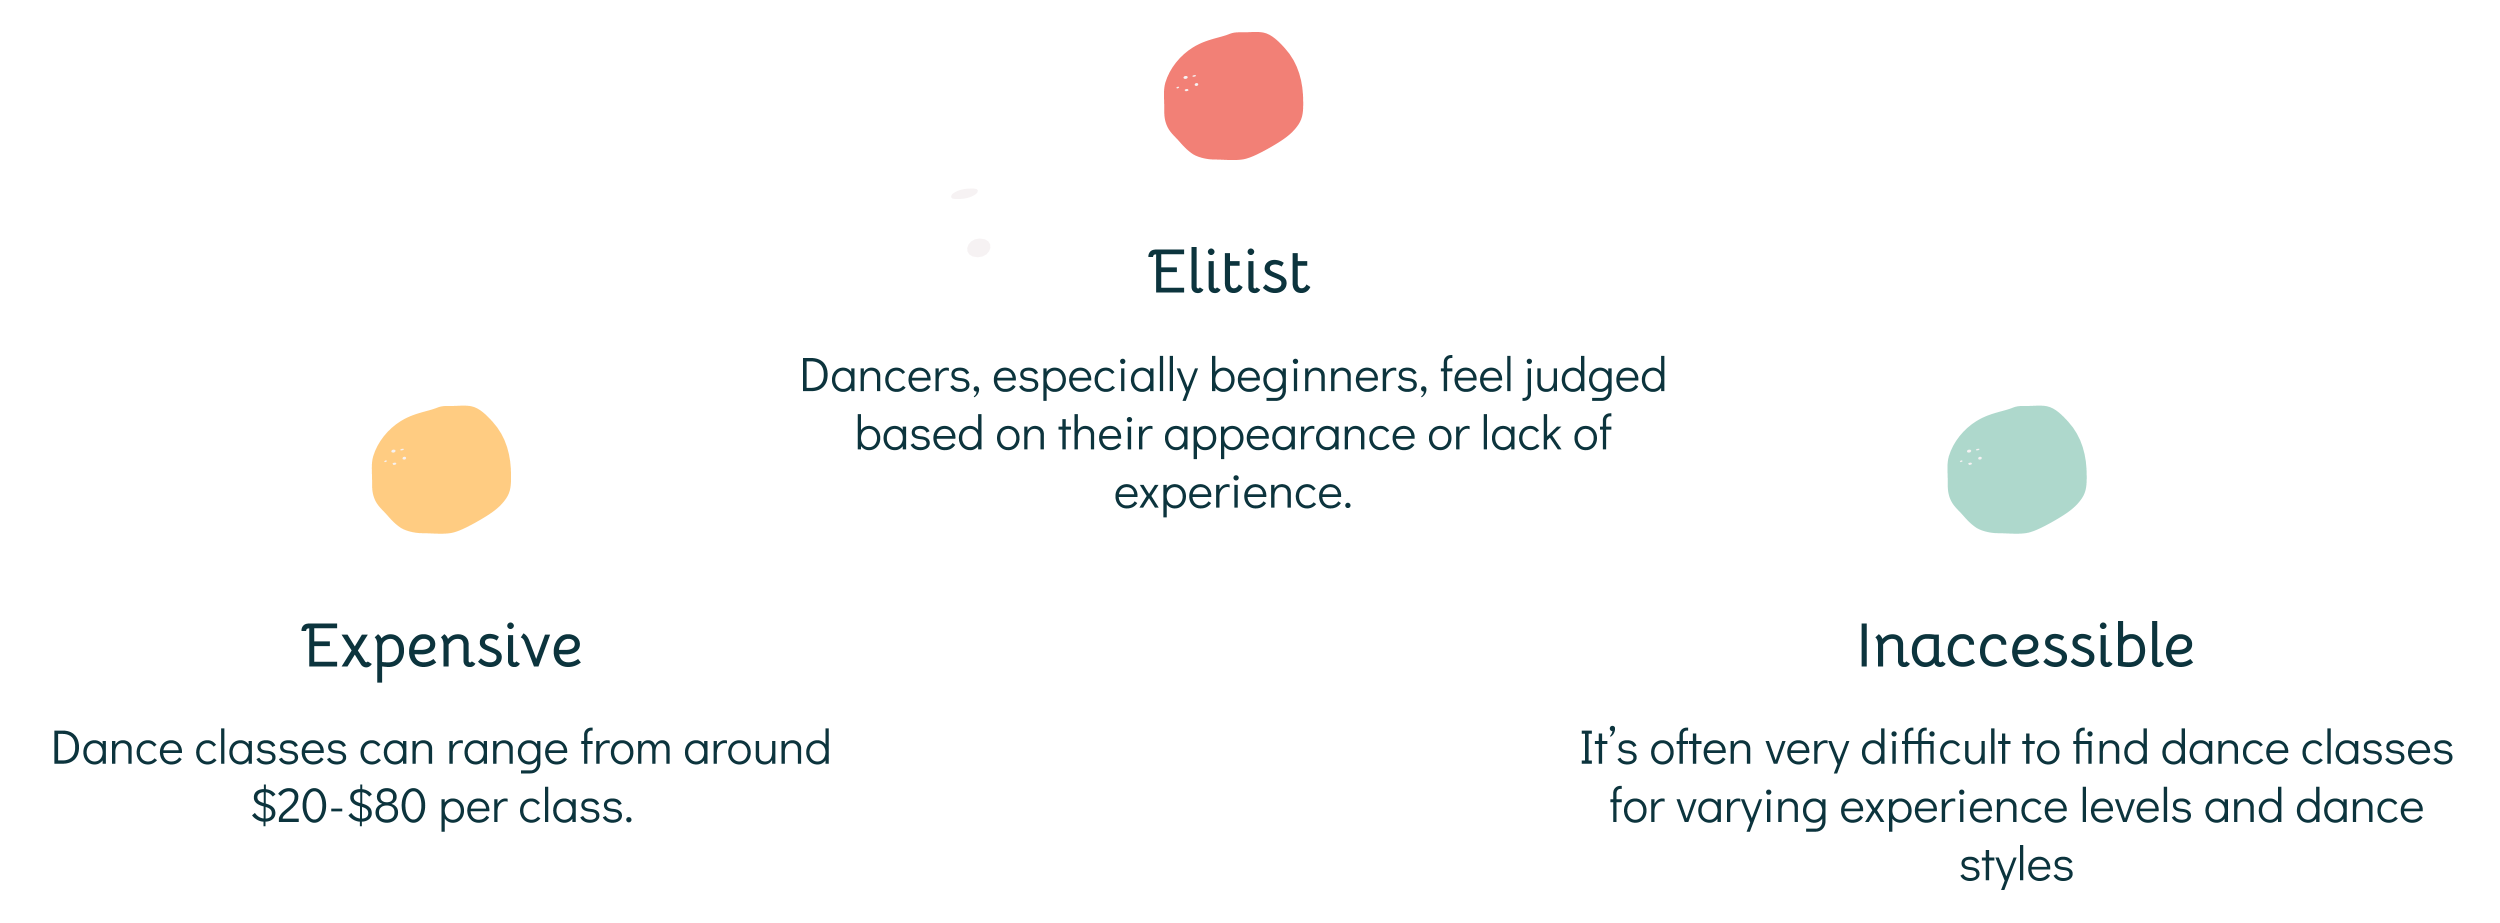 Elitist
Dancers, especially beginners, feel judged
based on their appearance or lack of
experience.
Expensive
Dance classes can range from around
$20-$80 per class.
Inaccessible
It’s often very difficult to find dance classes
for varying experience levels and dance
styles